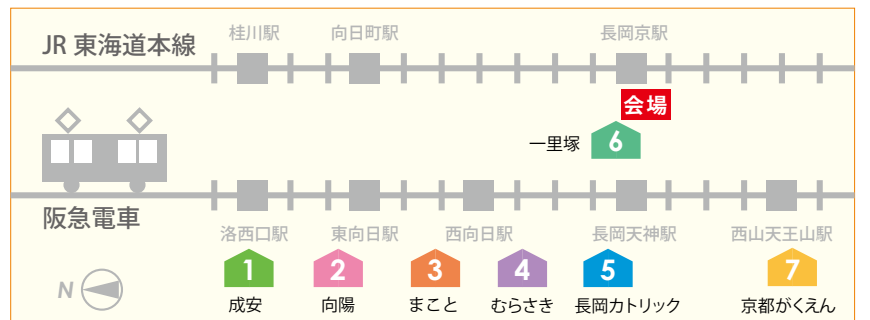 JR 東海道本線
桂川駅
向日町駅
長岡京駅
会場
一里塚
6
阪急電車
洛西口駅
東向日駅
西向日駅
長岡天神駅
西山天王山駅
N
1
2
3
4
5
7
成安
向陽
まこと
むらさき
長岡カトリック
京都がくえん